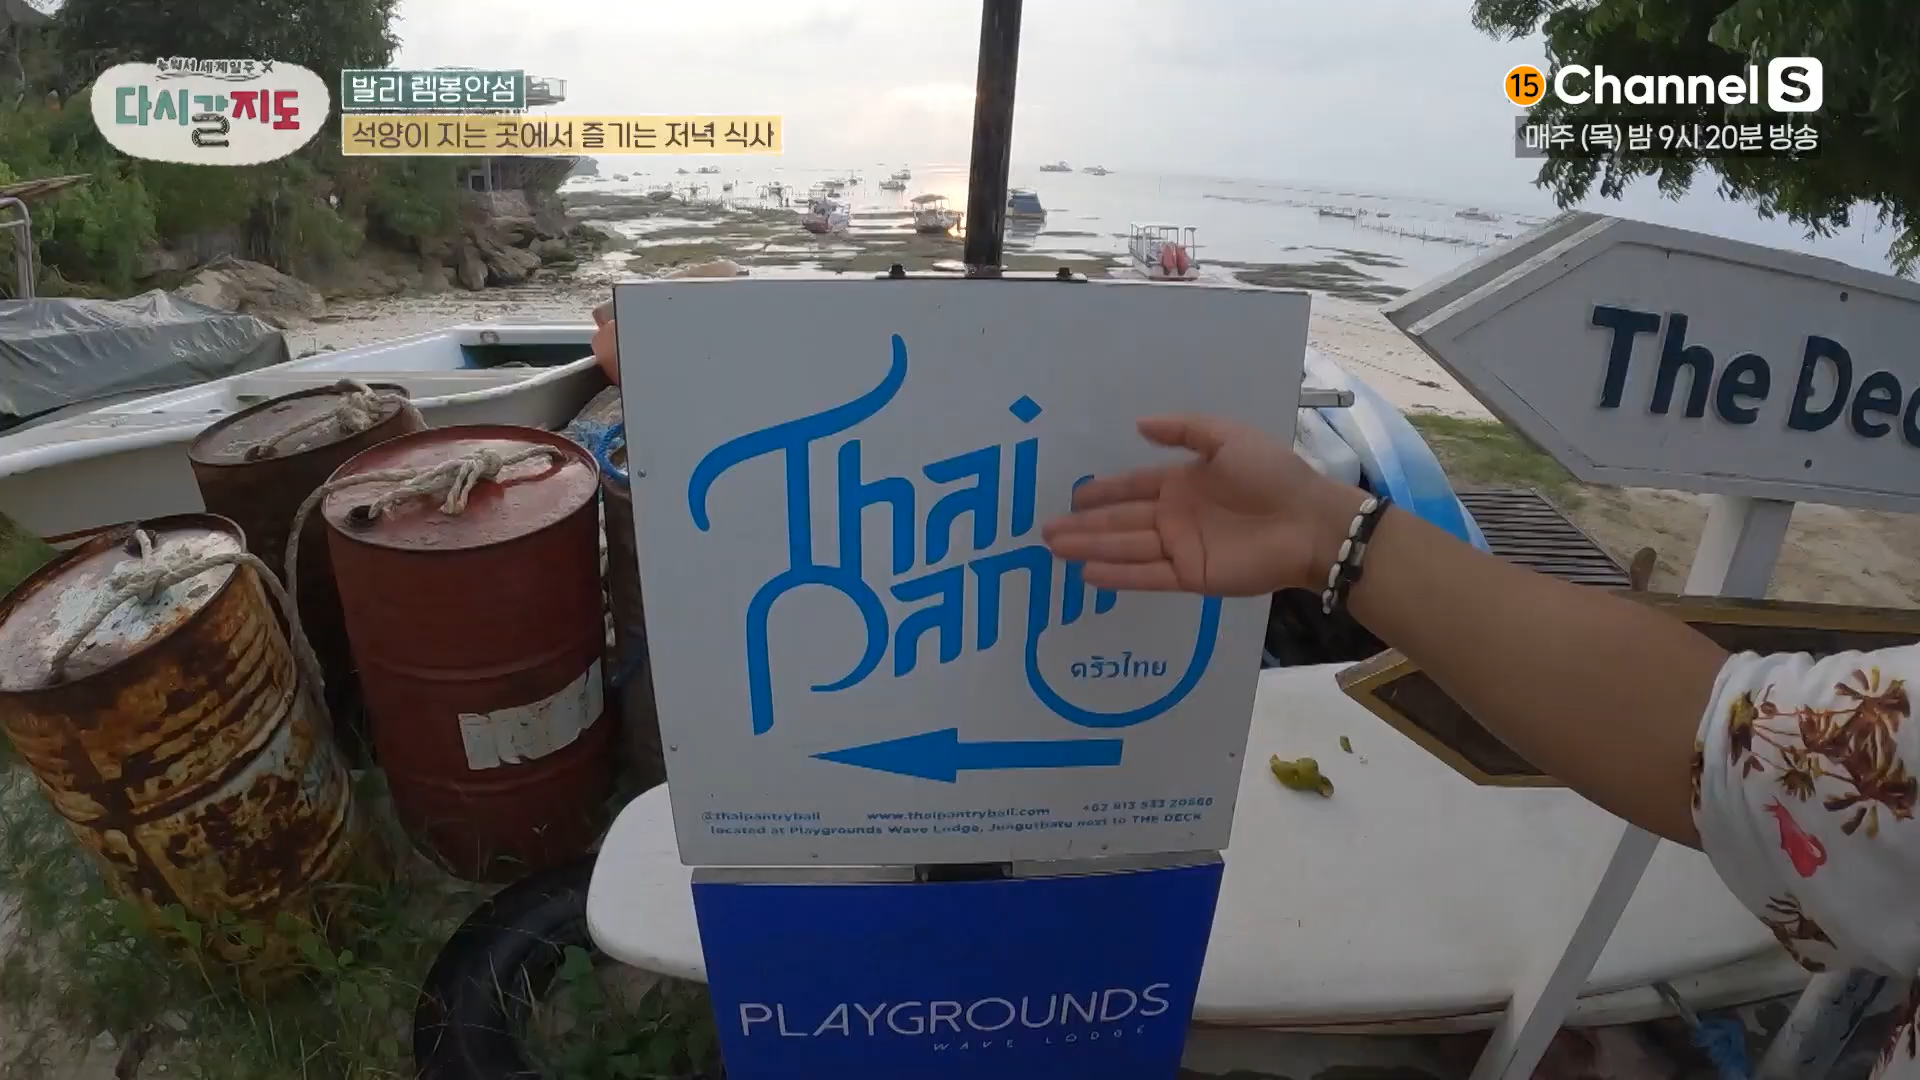 다시갈지도
발리 렘봉안섬
석양이 지는 곳에서 즐기는 저녁 식사
15 Channel S
매주 (목) 밤 9시 20분 방송
The Dec
Thai
Pan
ครัวไทย
@thaipantrybali www.thaipantrybali.com
located at Playgrounds Wave Lodge, Jungutbatu next to THE DECK
PLAYGROUNDS
WAVE LODGE